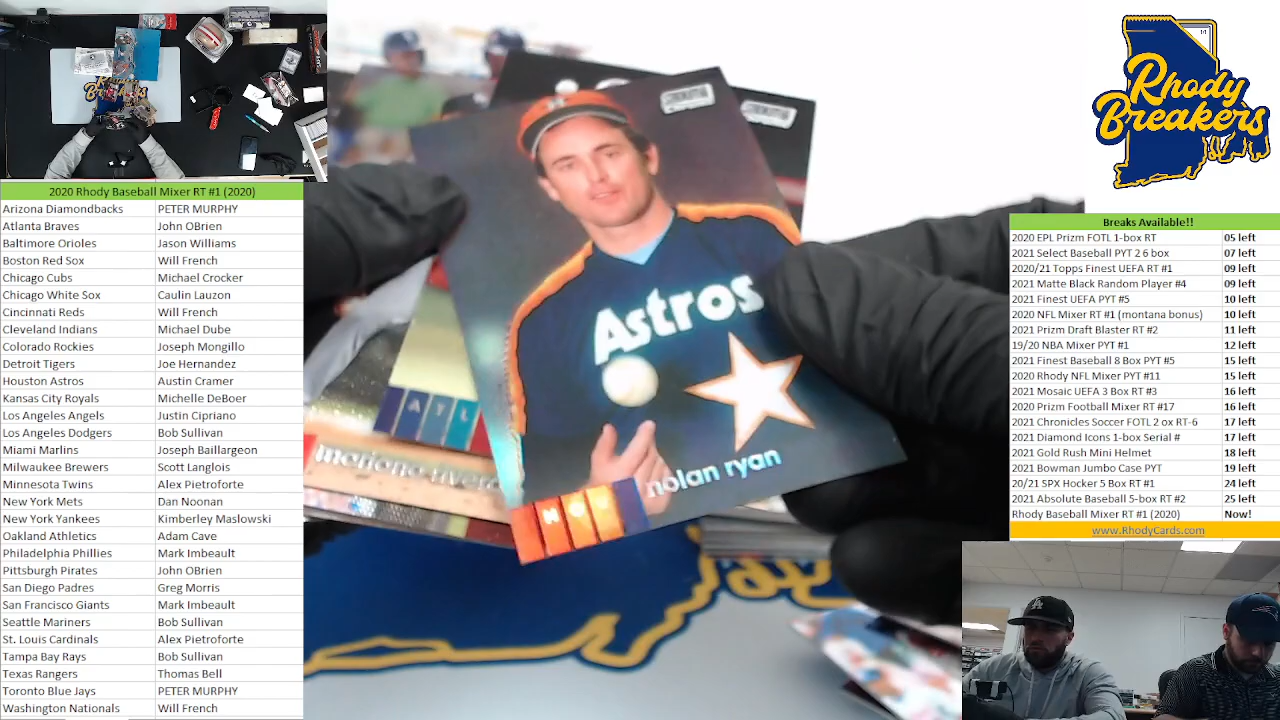 2020 Rhody Baseball Mixer RT #1 (2020)
Arizona Diamondbacks PETER MURPHY
Atlanta Braves John OBrien
Baltimore Orioles Jason Williams
Boston Red Sox Will French
Chicago Cubs Michael Crocker
Chicago White Sox Caulin Lauzon
Cincinnati Reds Will French
Cleveland Indians Michael Dube
Colorado Rockies Joseph Mongillo
Detroit Tigers Joe Hernandez
Houston Astros Austin Cramer
Kansas City Royals Michelle DeBoer
Los Angeles Angels Justin Cipriano
Los Angeles Dodgers Bob Sullivan
Miami Marlins Joseph Baillargeon
Milwaukee Brewers Scott Langlois
Minnesota Twins Alex Pietroforte
New York Mets Dan Noonan
New York Yankees Kimberley Maslowski
Oakland Athletics Adam Cave
Philadelphia Phillies Mark Imbeault
Pittsburgh Pirates John OBrien
San Diego Padres Greg Morris
San Francisco Giants Mark Imbeault
Seattle Mariners Bob Sullivan
St. Louis Cardinals Alex Pietroforte
Tampa Bay Rays Bob Sullivan
Texas Rangers Thomas Bell
Toronto Blue Jays PETER MURPHY
Washington Nationals Will French
Astros
nolan ryan
HOU
ATL
mariano rivera
Rhody
Breakers
1/1
Breaks Available!!
2020 EPL Prizm FOTL 1-box RT 05 left
2021 Select Baseball PYT 2 6 box 07 left
2020/21 Topps Finest UEFA RT #1 09 left
2021 Matte Black Random Player #4 09 left
2021 Finest UEFA PYT #5 10 left
2020 NFL Mixer RT #1 (montana bonus) 10 left
2021 Prizm Draft Blaster RT #2 11 left
19/20 NBA Mixer PYT #1 12 left
2021 Finest Baseball 8 Box PYT #5 15 left
2020 Rhody NFL Mixer PYT #11 15 left
2021 Mosaic UEFA 3 Box RT #3 16 left
2020 Prizm Football Mixer RT #17 16 left
2021 Chronicles Soccer FOTL 2 ox RT-6 17 left
2021 Diamond Icons 1-box Serial # 17 left
2021 Gold Rush Mini Helmet 18 left
2021 Bowman Jumbo Case PYT 19 left
20/21 SPX Hocker 5 Box RT #1 24 left
2021 Absolute Baseball 5-box RT #2 25 left
Rhody Baseball Mixer RT #1 (2020) Now!
www.RhodyCards.com
LA